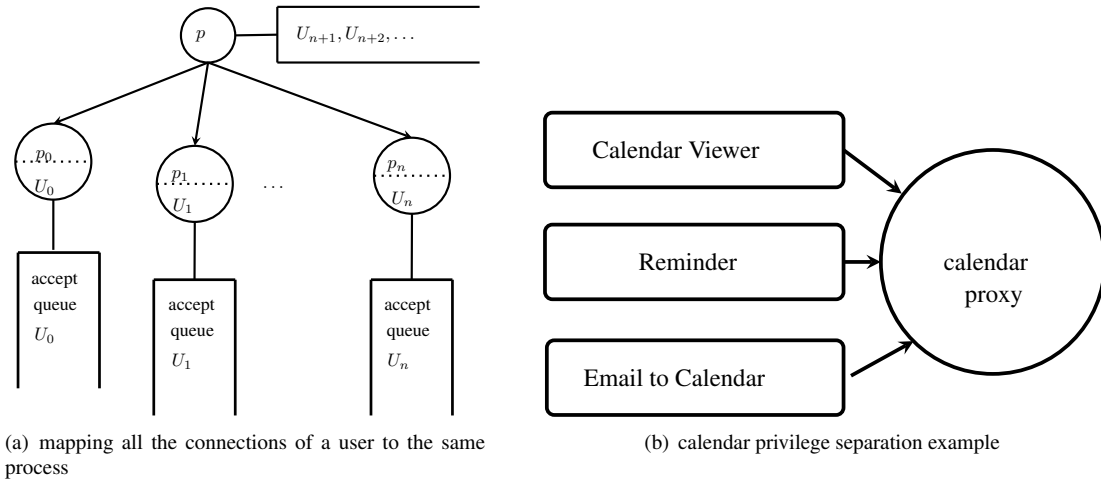 p
U_{n+1}, U_{n+2}, ...
p_0
U_0
p_1
U_1
...
p_n
U_n
accept
queue
U_0
accept
queue
U_1
accept
queue
U_n
(a) mapping all the connections of a user to the same
process
Calendar Viewer
Reminder
Email to Calendar
calendar
proxy
(b) calendar privilege separation example